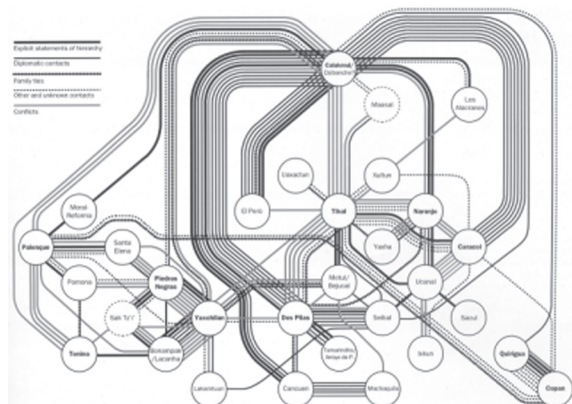 Explicit statements of hierarchy
Diplomatic contacts
Family ties
Other and unknown contacts
Conflicts
Calakmul/
Dzibanche
Maasal
Los
Alacranes
Uaxactun
Xultun
El Perú
Tikal
Naranjo
Moral-
Reforma
Palenque
Santa
Elena
Yaxha
Caracol
Pomona
Piedras
Negras
Motul/
Bejucal
Ucanal
Sak Tz'i'
Yaxchilan
Dos Pilas
Seibal
Sacul
Tonina
Bonampak
/Lacanha
Tamarindito/
Ixkun
Quirigua
Lakamtuun
Cancuen
Machaquila
Copan